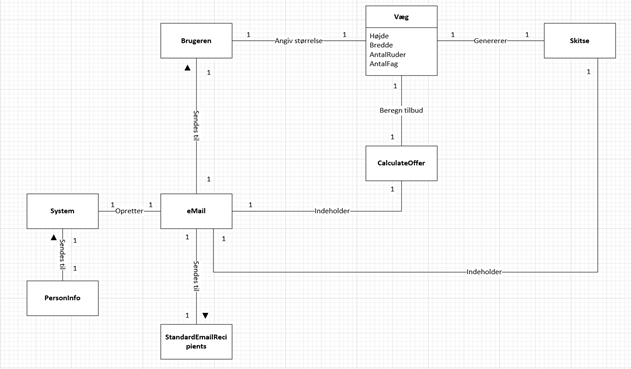 Væg
Højde
Bredde
AntalRuder
AntalFag
Brugeren
1
Angiv størrelse
1
1
Genererer
1
Skitse
1
1
1
Beregn tilbud
1
CalculateOffer
1
Sendes til
1
System
1
Opretter
1
eMail
1
Indeholder
1
1
1
Sendes til
1
Sendes til
Indeholder
PersonInfo
1
StandardEmailReci
pients